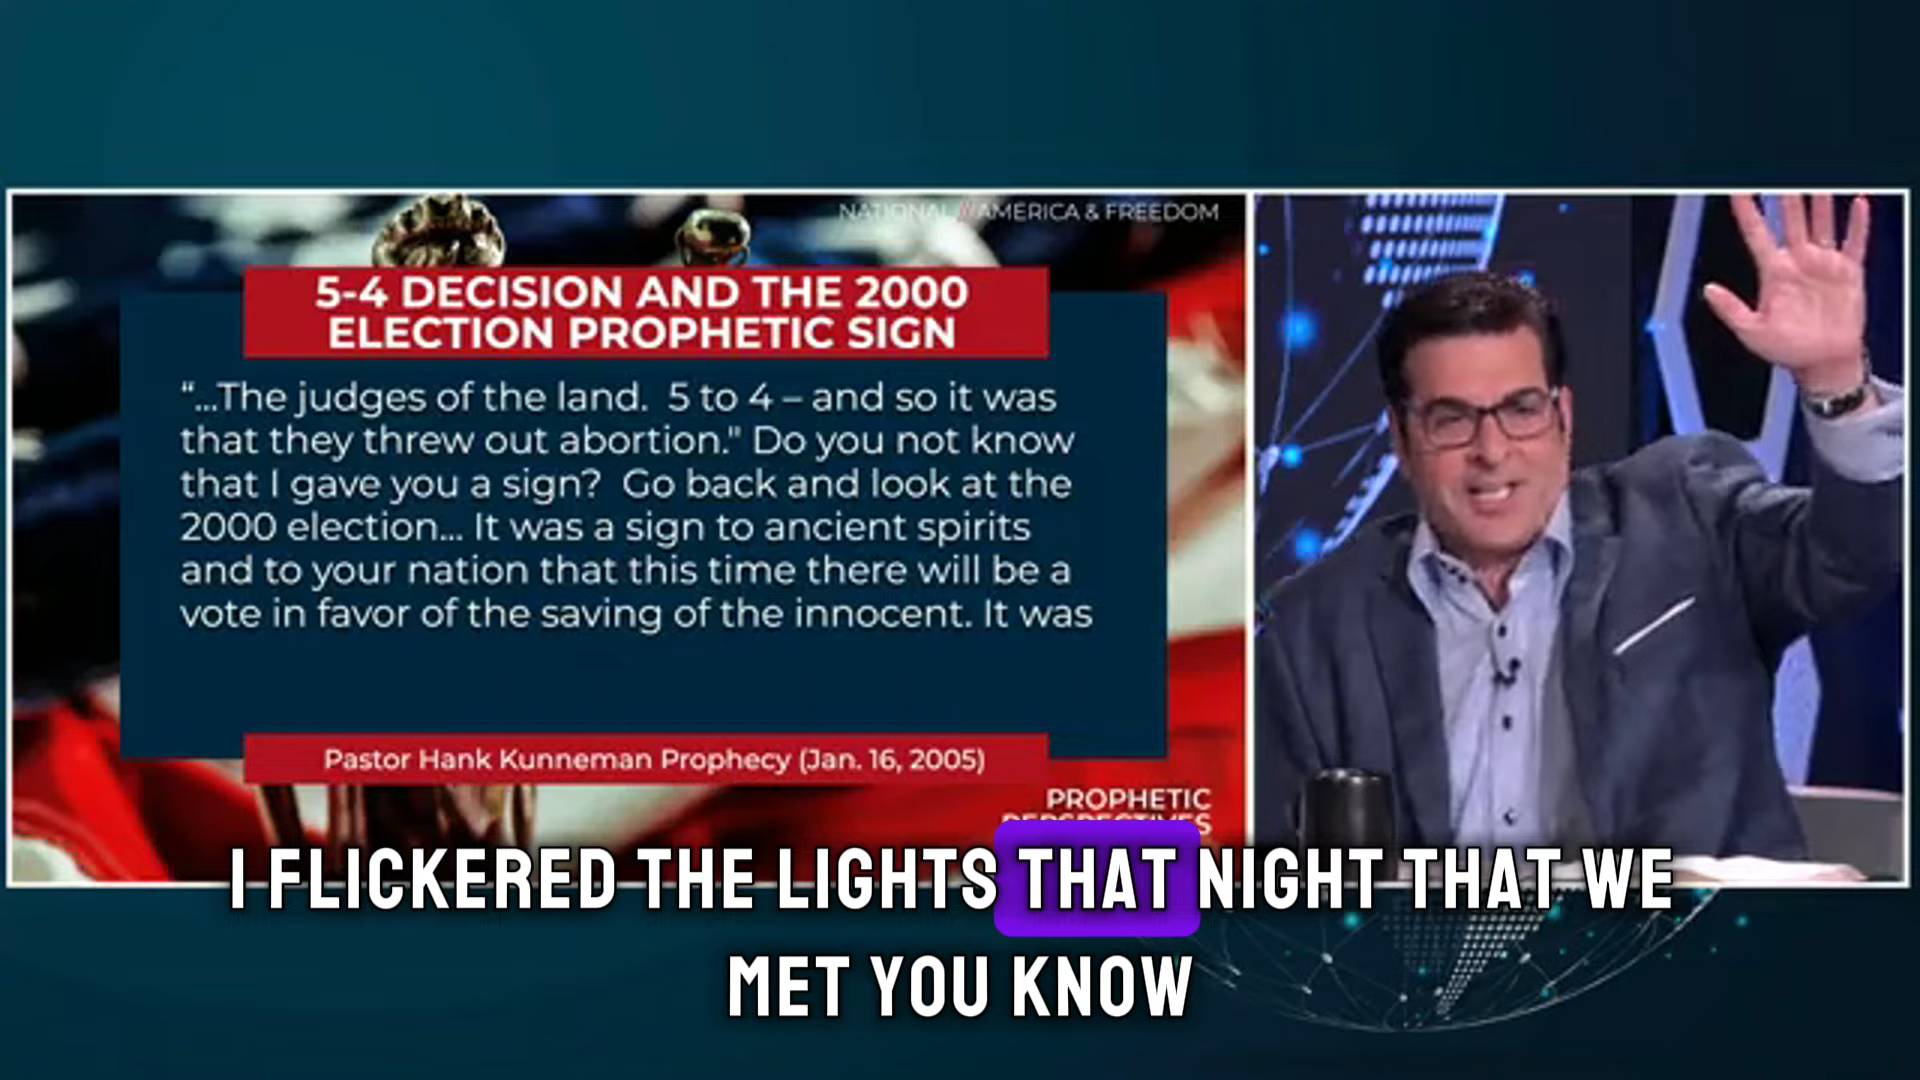 NATIONAL // AMERICA & FREEDOM
5-4 DECISION AND THE 2000
ELECTION PROPHETIC SIGN
“...The judges of the land.  5 to 4 – and so it was
that they threw out abortion." Do you not know
that I gave you a sign?  Go back and look at the
2000 election... It was a sign to ancient spirits
and to your nation that this time there will be a
vote in favor of the saving of the innocent. It was
Pastor Hank Kunneman Prophecy (Jan. 16, 2005)
PROPHETIC
PERSPECTIVES
I FLICKERED THE LIGHTS THAT NIGHT THAT WE
MET YOU KNOW